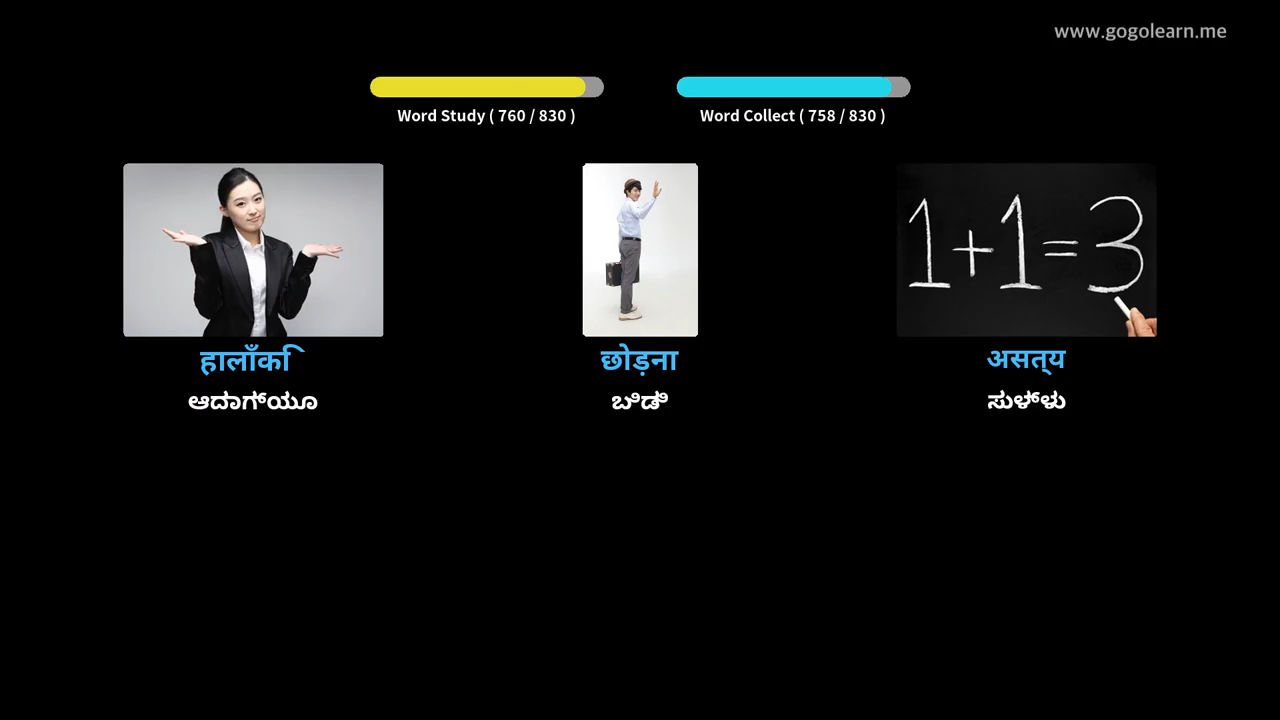 www.gogolearn.me
Word Study ( 760 / 830 )
Word Collect ( 758 / 830 )
1+1=3
हालाँकि
छोड़ना
असत्य
ಆದಾಗ್ಯೂ
ಬಿಡಿ
ಸುಳ್ಳು